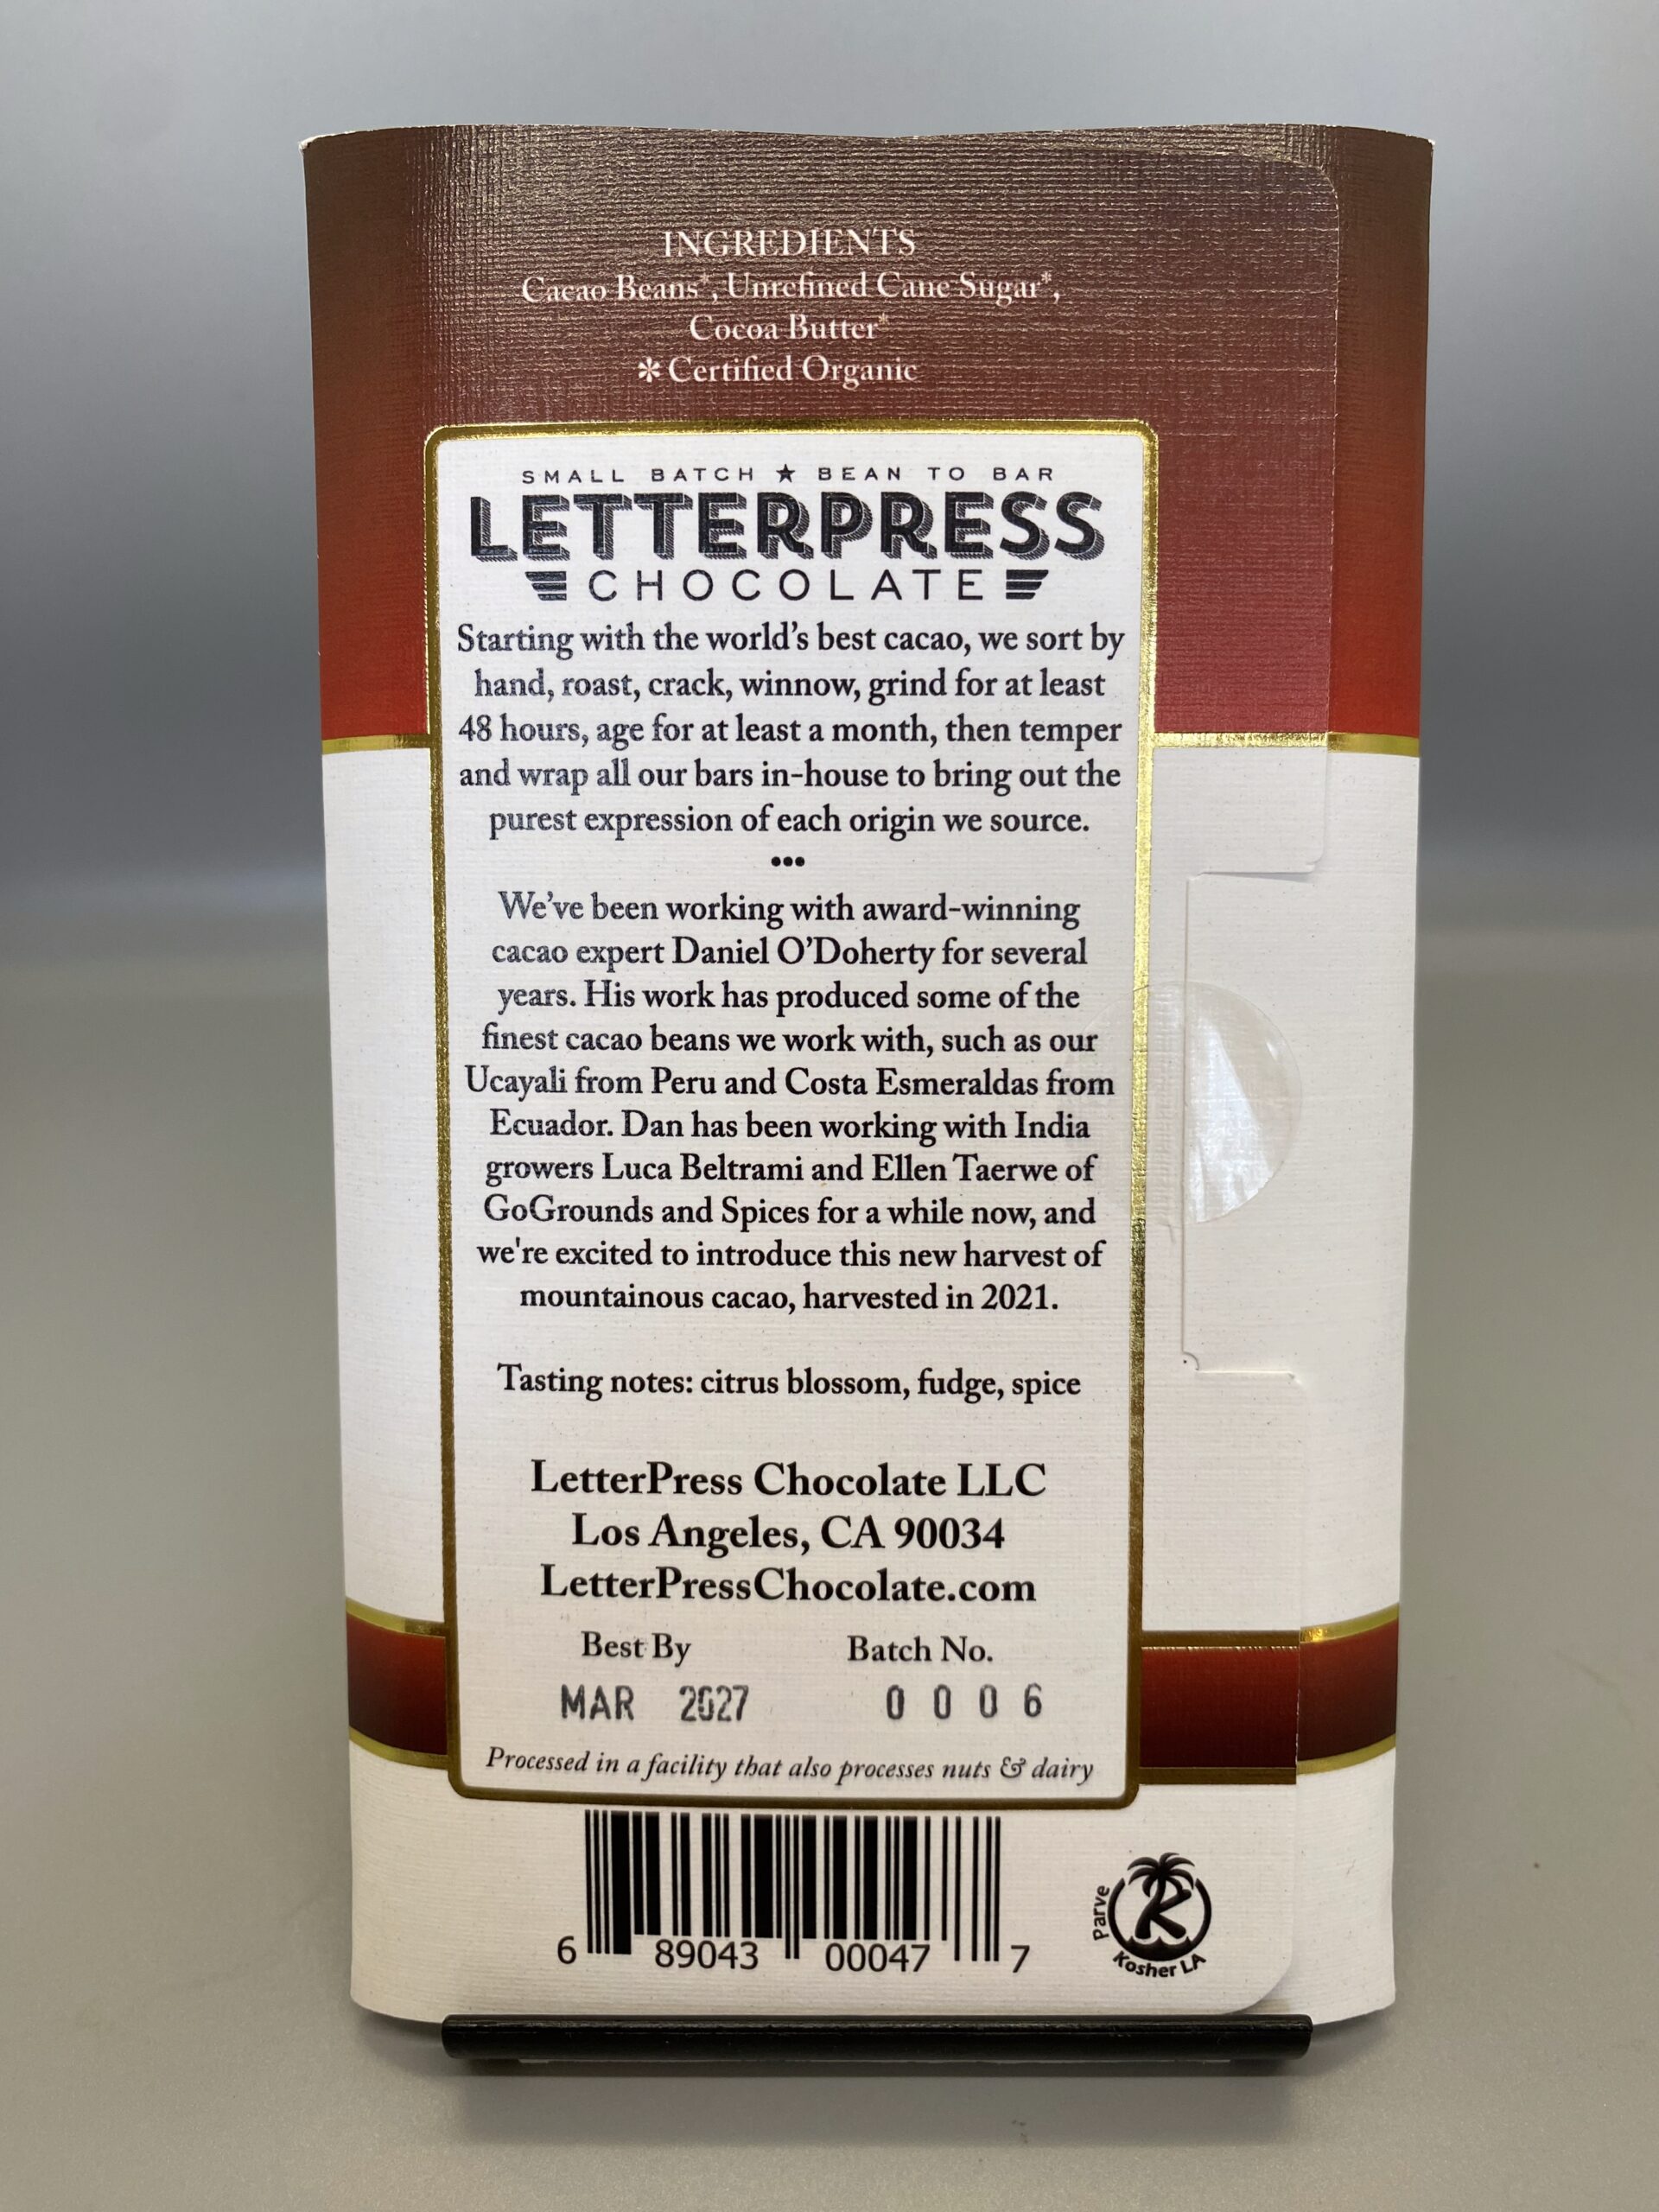 INGREDIENTS
Cacao Beans*, Unrefined Cane Sugar*,
Cocoa Butter*
* Certified Organic
SMALL BATCH ★ BEAN TO BAR
LETTERPRESS
CHOCOLATE
Starting with the world's best cacao, we sort by
hand, roast, crack, winnow, grind for at least
48 hours, age for at least a month, then temper
and wrap all our bars in-house to bring out the
purest expression of each origin we source.
•••
We've been working with award-winning
cacao expert Daniel O'Doherty for several
years. His work has produced some of the
finest cacao beans we work with, such as our
Ucayali from Peru and Costa Esmeraldas from
Ecuador. Dan has been working with India
growers Luca Beltrami and Ellen Taerwe of
GoGrounds and Spices for a while now, and
we're excited to introduce this new harvest of
mountainous cacao, harvested in 2021.
Tasting notes: citrus blossom, fudge, spice
LetterPress Chocolate LLC
Los Angeles, CA 90034
LetterPressChocolate.com
Best By Batch No.
MAR 2027 0 0 0 6
Processed in a facility that also processes nuts & dairy
6 89043 00047 7
Parve
K
Kosher LA